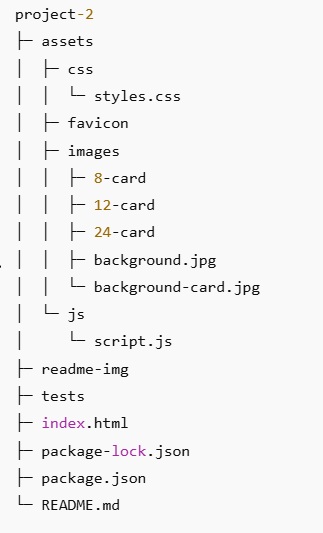 project-2
├─ assets
│  ├─ css
│  │  └─ styles.css
│  ├─ favicon
│  ├─ images
│  │  ├─ 8-card
│  │  ├─ 12-card
│  │  ├─ 24-card
│  │  ├─ background.jpg
│  │  └─ background-card.jpg
│  └─ js
│     └─ script.js
├─ readme-img
├─ tests
├─ index.html
├─ package-lock.json
├─ package.json
└─ README.md